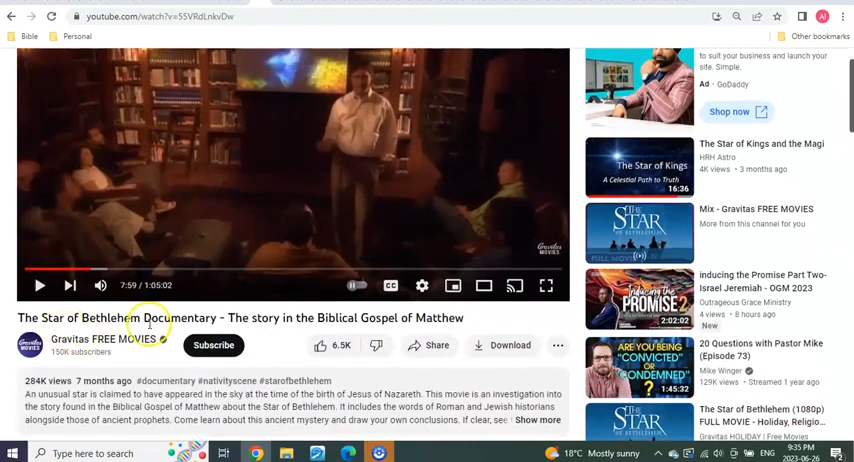 youtube.com/watch?v=55VRdLnkvDw
AI
Bible
Personal
Other bookmarks
GRAVITAS MOVIES
7:59 / 1:05:02
CC
The Star of Bethlehem Documentary - The story in the Biblical Gospel of Matthew
Gravitas FREE MOVIES
150K subscribers
Subscribe
6.5K
Share
Download
284K views 7 months ago #documentary #nativityscene #starofbethlehem
An unusual star is claimed to have appeared in the sky at the time of the birth of Jesus of Nazareth. This movie is an investigation into
the story found in the Biblical Gospel of Matthew about the Star of Bethlehem. It includes the words of Roman and Jewish historians
alongside those of ancient prophets. Come learn about this ancient mystery and draw your own conclusions. If clear, see Show more
to suit your business and launch your
site. Simple.
Ad • GoDaddy
Shop now
The Star of Kings
A Celestial Path to Truth
16:36
The Star of Kings and the Magi
HRH Astro
4K views • 3 months ago
THE STAR OF BETHLEHEM
FULL MOV
Mix - Gravitas FREE MOVIES
More from this channel for you
INDUCING THE PROMISE 2
2:02:02
inducing the Promise Part Two-
Israel Jeremiah - OGM 2023
Outrageous Grace Ministry
4 views • 8 hours ago
New
ARE YOU BEING
"CONVICTED" or
"CONDEMNED" ?
1:45:32
20 Questions with Pastor Mike
(Episode 73)
Mike Winger
129K views • Streamed 1 year ago
THE STAR
The Star of Bethlehem (1080p)
FULL MOVIE - Holiday, Religio...
Gravitas HOLIDAY | Free Movies
Type here to search
18°C Mostly sunny
9:35 PM
2023-06-26
2